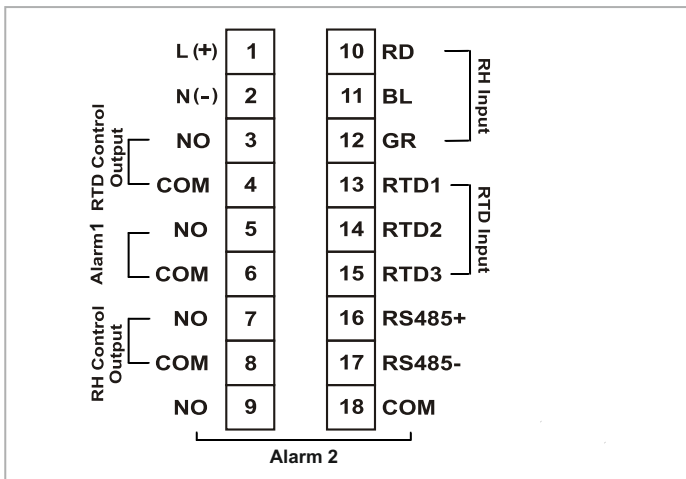 L (+) 1 10 RD
N (-) 2 11 BL
NO 3 12 GR
COM 4 13 RTD1
NO 5 14 RTD2
COM 6 15 RTD3
NO 7 16 RS485+
COM 8 17 RS485-
NO 9 18 COM
RTD Control
Output
Alarm1
RH Control
Output
RH Input
RTD Input
Alarm 2